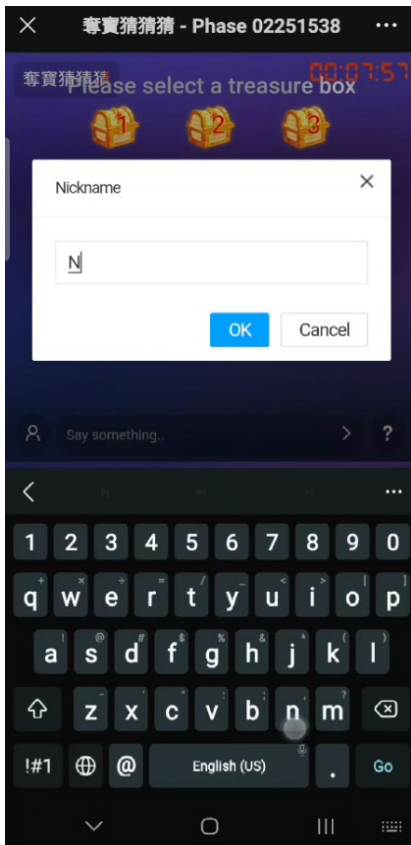 奪寶猜猜猜 - Phase 02251538
奪寶猜猜猜
Please select a treasure box
00:07:57
1 2 3
Nickname
N
OK Cancel
Say something.. ?
N N N
1 2 3 4 5 6 7 8 9 0
q w e r t y u i o p
a s d f g h j k l
z x c v b n m
!#1 @ English (US) . Go